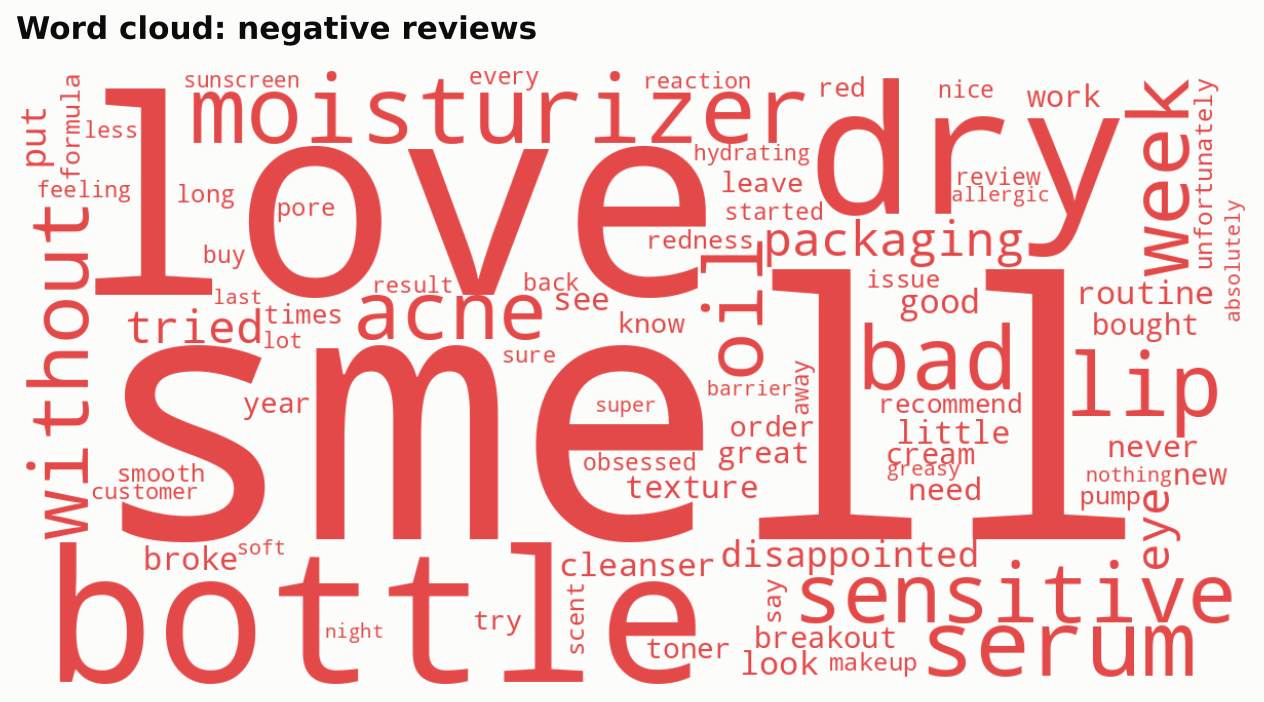 Word cloud: negative reviews
sunscreen
every
reaction
red
nice
work
put
formula
less
love
moisturizer
dry
week
unfortunately
feeling
long
pore
hydrating
leave
started
review
allergic
without
buy
redness
packaging
absolutely
last
result
back
see
oil
issue
good
routine
bought
tried
times
lot
acne
know
sure
bad
lip
smell
year
super
barrier
away
recommend
order
little
great
cream
greasy
need
never
nothing
new
pump
eye
smooth
customer
obsessed
texture
broke
soft
bottle
night
try
cleanser
scent
toner
disappointed
say
sensitive
breakout
look
makeup
serum